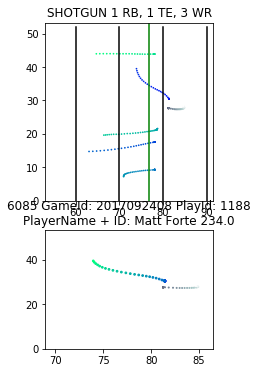 SHOTGUN 1 RB, 1 TE, 3 WR
50
40
30
20
10
0
60 70 80 90
6085 GameId: 2017092408 PlayId: 1188
PlayerName + ID: Matt Forte 234.0
40
20
0
70 75 80 85